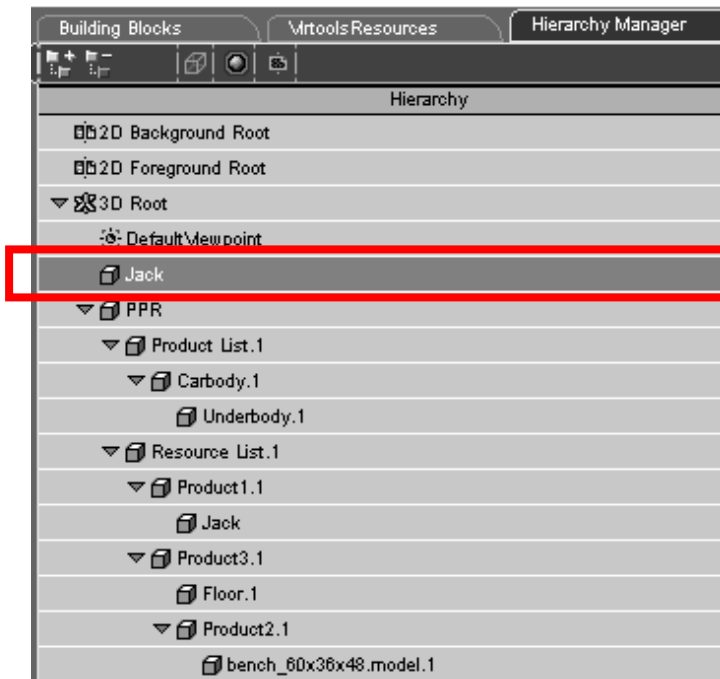 Building Blocks Virtools Resources Hierarchy Manager
Hierarchy
2D Background Root
2D Foreground Root
3D Root
Default Viewpoint
Jack
PPR
Product List.1
Carbody.1
Underbody.1
Resource List.1
Product1.1
Jack
Product3.1
Floor.1
Product2.1
bench_60x36x48.model.1